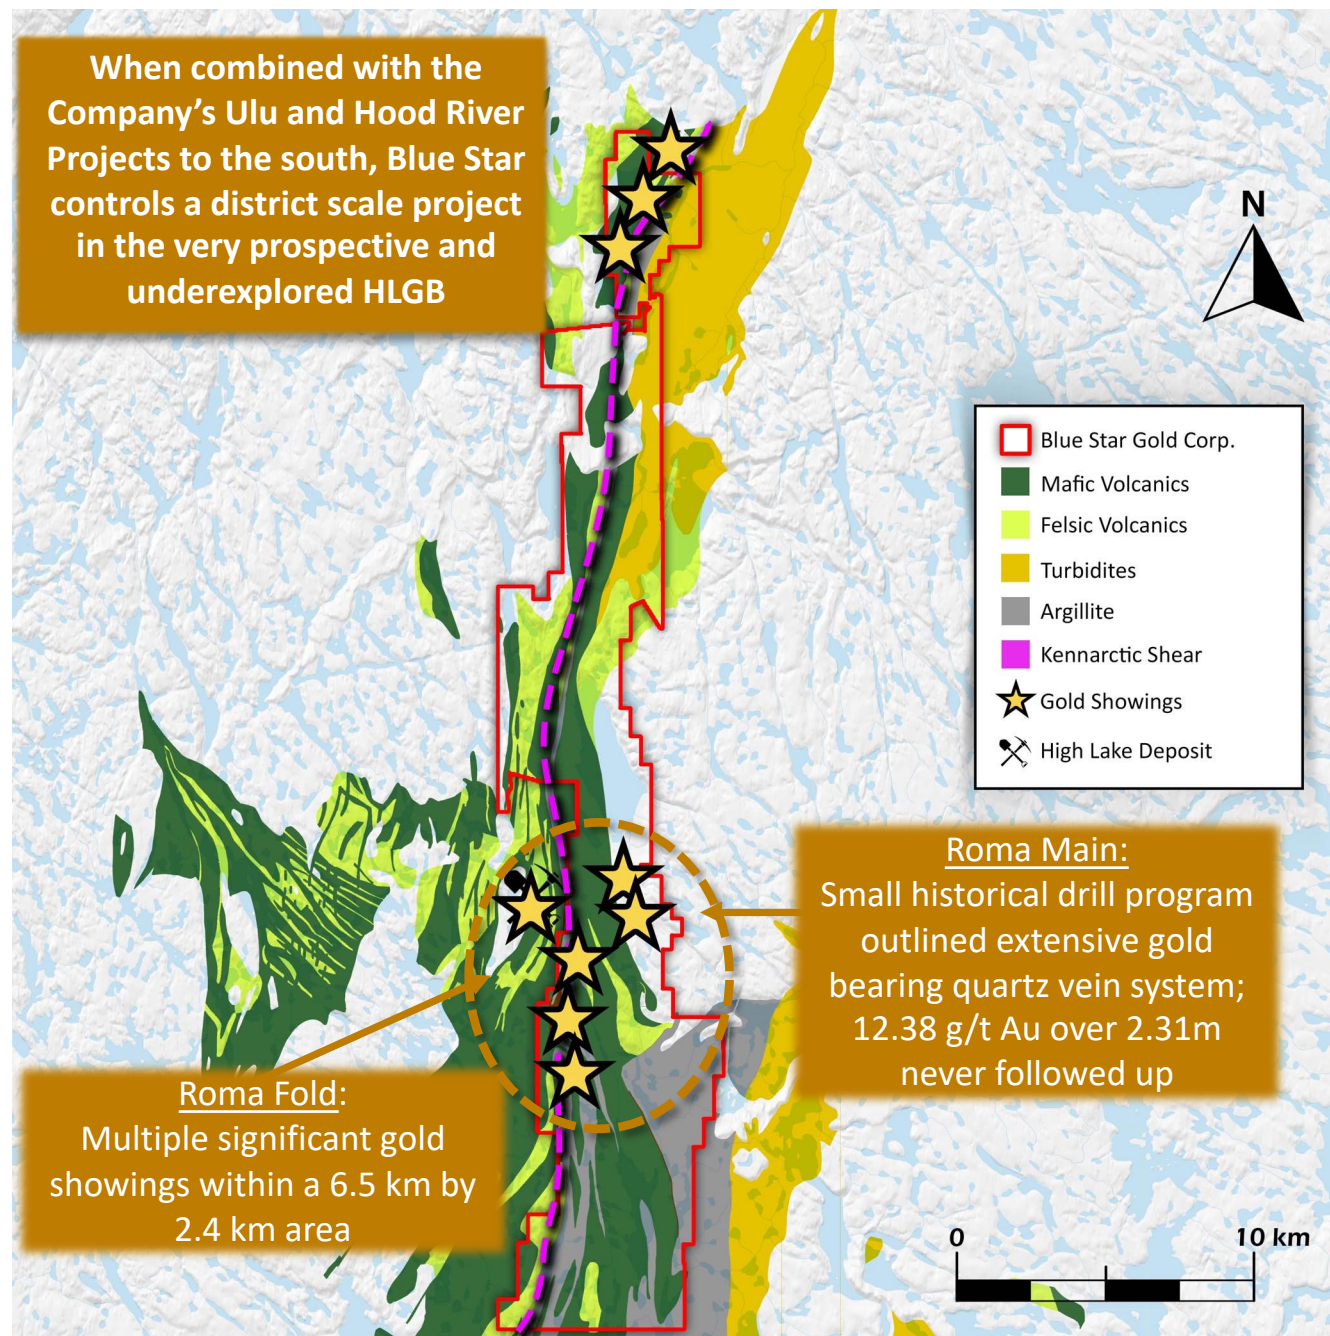 When combined with the
Company’s Ulu and Hood River
Projects to the south, Blue Star
controls a district scale project
in the very prospective and
underexplored HLGB
N
Blue Star Gold Corp.
Mafic Volcanics
Felsic Volcanics
Turbidites
Argillite
Kennarctic Shear
Gold Showings
High Lake Deposit
Roma Main:
Small historical drill program
outlined extensive gold
bearing quartz vein system;
12.38 g/t Au over 2.31m
never followed up
Roma Fold:
Multiple significant gold
showings within a 6.5 km by
2.4 km area
0 10 km